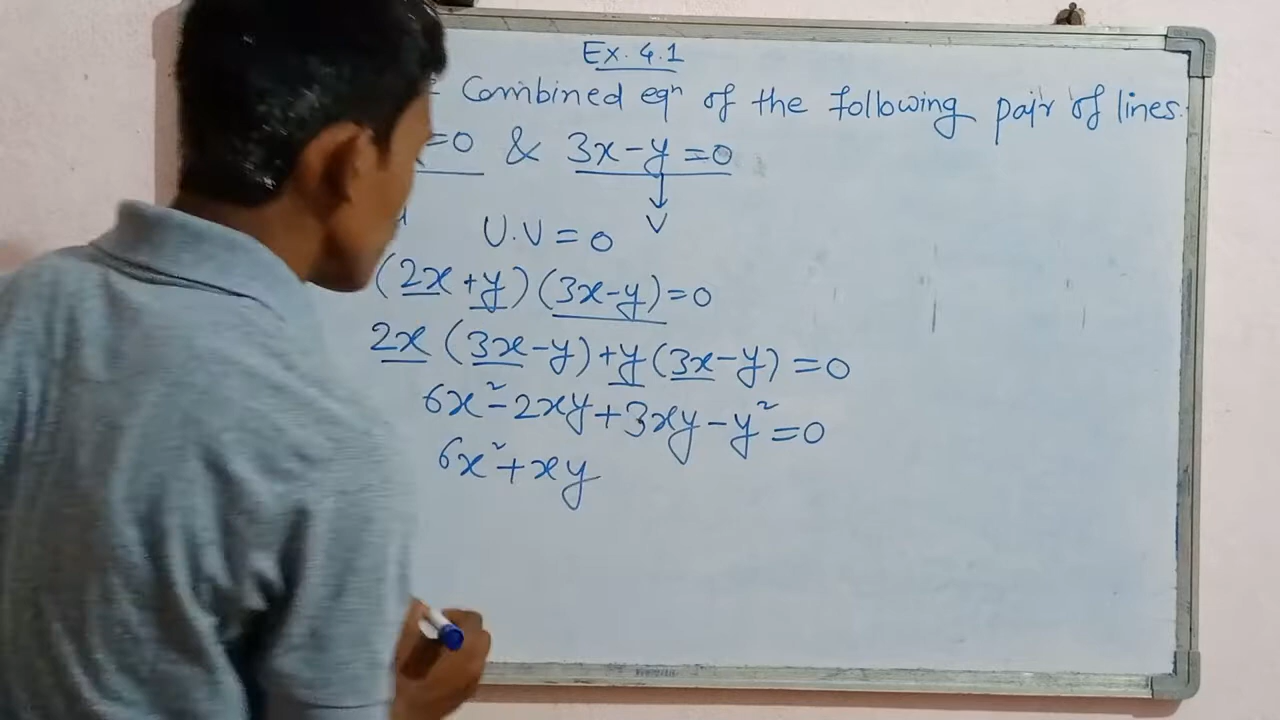 Ex. 4.1
Combined eqⁿ of the following pair of lines.
=0 & 3x-y=0
↓
V
U.V=0
(2x+y)(3x-y)=0
2x(3x-y)+y(3x-y)=0
6x²-2xy+3xy-y²=0
6x²+xy